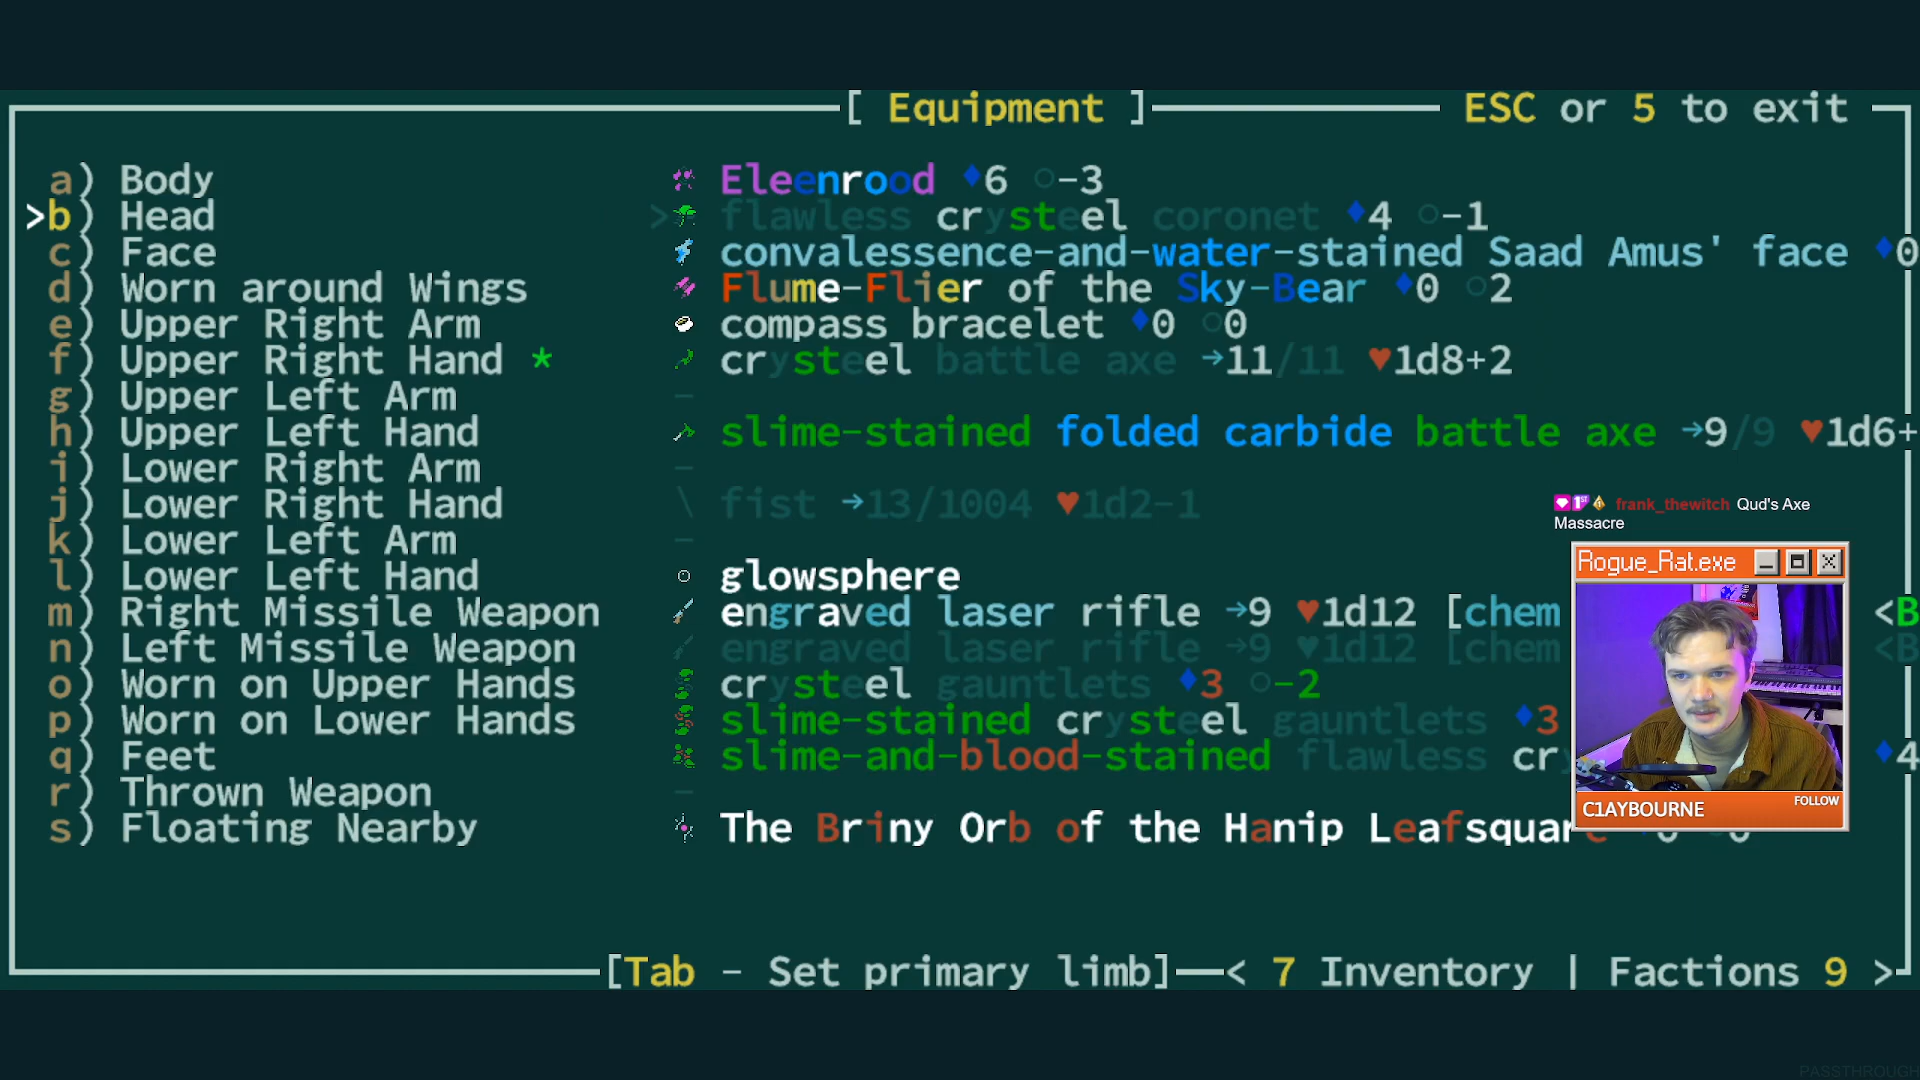 [ Equipment ] ESC or 5 to exit
a) Body Eleenrood ♦6 ○-3
>b) Head > flawless crysteel coronet ♦4 ○-1
c) Face convalessence-and-water-stained Saad Amus' face ♦0
d) Worn around Wings Flume-Flier of the Sky-Bear ♦0 ○2
e) Upper Right Arm compass bracelet ♦0 ○0
f) Upper Right Hand * crysteel battle axe →11/11 ♥1d8+2
g) Upper Left Arm -
h) Upper Left Hand slime-stained folded carbide battle axe →9/9 ♥1d6+
i) Lower Right Arm -
j) Lower Right Hand \ fist →13/1004 ♥1d2-1
k) Lower Left Arm -
l) Lower Left Hand glowsphere
m) Right Missile Weapon engraved laser rifle →9 ♥1d12 [chem <B
n) Left Missile Weapon engraved laser rifle →9 ♥1d12 [chem <B
o) Worn on Upper Hands crysteel gauntlets ♦3 ○-2
p) Worn on Lower Hands slime-stained crysteel gauntlets ♦3
q) Feet slime-and-blood-stained flawless cry ♦4
r) Thrown Weapon -
s) Floating Nearby The Briny Orb of the Hanip Leafsquare
[Tab - Set primary limb] < 7 Inventory | Factions 9 >
frank_thewitch Qud's Axe
Massacre
Rogue_Rat.exe
C1AYBOURNE FOLLOW
PASSTHROUGH